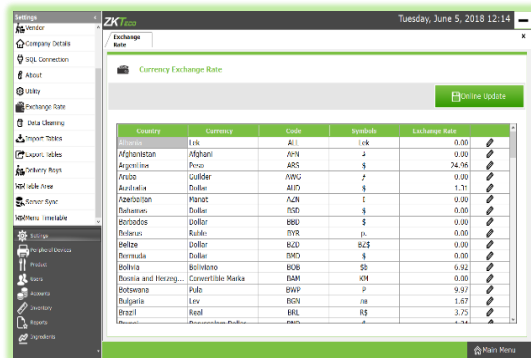 Settings
Vendor
Company Details
SQL Connection
About
Utility
Exchange Rate
Data Cleaning
Import Tables
Export Tables
Delivery Boys
Table Area
Server Sync
Menu Timetable
Settings
Peripheral Devices
Product
Users
Accounts
Inventory
Reports
Ingredients
ZKTeco
Tuesday, June 5, 2018 12:14
Exchange
Rate
x
Currency Exchange Rate
Online Update
Country Currency Code Symbols Exchange Rate
Albania Lek ALL Lek 0.00
Afghanistan Afghani AFN ؋ 0.00
Argentina Peso ARS $ 24.96
Aruba Guilder AWG ƒ 0.00
Australia Dollar AUD $ 1.31
Azerbaijan Manat AZN 0.00
Bahamas Dollar BSD $ 0.00
Barbados Dollar BBD $ 0.00
Belarus Ruble BYR p. 0.00
Belize Dollar BZD BZ$ 0.00
Bermuda Dollar BMD $ 0.00
Bolivia Boliviano BOB $b 6.92
Bosnia and Herzeg... Convertible Marka BAM KM 0.00
Botswana Pula BWP P 9.97
Bulgaria Lev BGN лв 1.67
Brazil Real BRL R$ 3.75
Main Menu